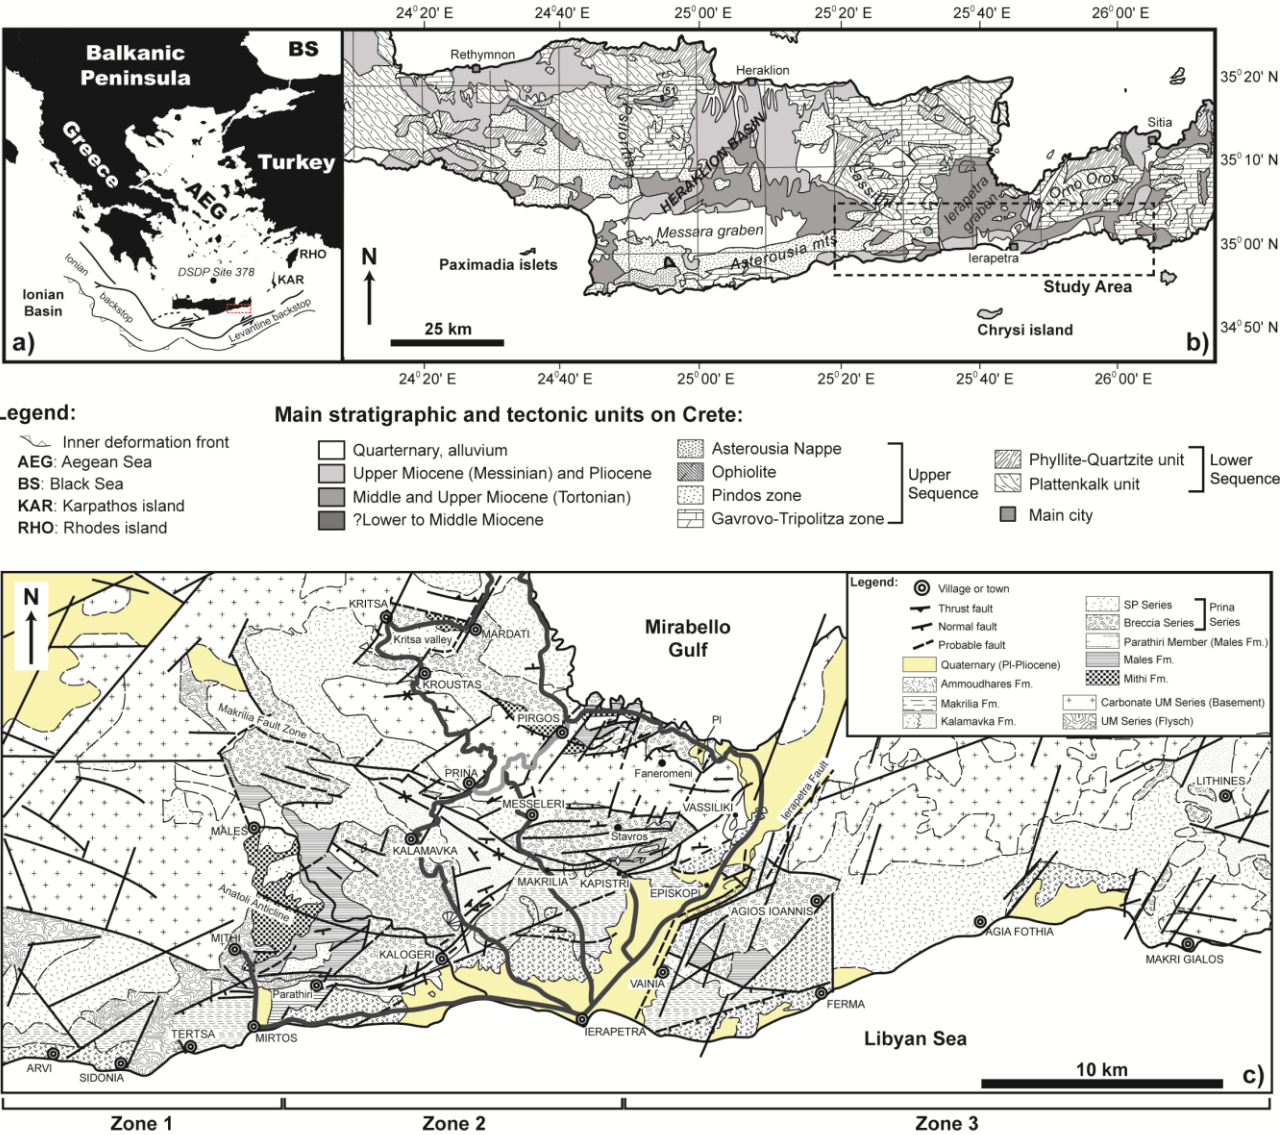 24°20' E
24°40' E
25°00' E
25°20' E
25°40' E
26°00' E
Balkanic
Peninsula
BS
Greece
Turkey
AEG
RHO
DSDP Site 378
KAR
Ionian
Ionian
Basin
backstop
Levantine backstop
a)
Rethymnon
Heraklion
51
Psiloritis
HERAKLION BASIN
Lassithi
Ierapetra
graben
Orno Oros
Sitia
Messara graben
Asterousia mts
Ierapetra
Paximadia islets
N
25 km
Study Area
Chrysi island
b)
35°20' N
35°10' N
35°00' N
34°50' N
24°20' E
24°40' E
25°00' E
25°20' E
25°40' E
26°00' E
Legend:
Inner deformation front
AEG: Aegean Sea
BS: Black Sea
KAR: Karpathos island
RHO: Rhodes island
Main stratigraphic and tectonic units on Crete:
Quarternary, alluvium
Upper Miocene (Messinian) and Pliocene
Middle and Upper Miocene (Tortonian)
?Lower to Middle Miocene
Asterousia Nappe
Ophiolite
Pindos zone
Gavrovo-Tripolitza zone
Upper
Sequence
Phyllite-Quartzite unit
Plattenkalk unit
Lower
Sequence
Main city
N
KRITSA
Kritsa valley
MARDATI
KROUSTAS
Mirabello
Gulf
PIRGOS
PI
Makrilia Fault Zone
PRINA
Faneromeni
MESSELERI
VASSILIKI
Stavros
Ierapetra Fault
MALES
KALAMAVKA
MAKRILIA
KAPISTRI
EPISKOPI
Anatoli Anticline
AGIOS IOANNIS
LITHINES
MITHI
KALOGERI
AGIA FOTHIA
MAKRI GIALOS
Parathiri
VAINIA
FERMA
TERTSA
MIRTOS
IERAPETRA
ARVI
SIDONIA
Libyan Sea
10 km
c)
Legend:
Village or town
Thrust fault
Normal fault
Probable fault
Quaternary (Pl-Pliocene)
Ammoudhares Fm.
Makrilia Fm.
Kalamavka Fm.
SP Series
Breccia Series
Prina
Series
Parathiri Member (Males Fm.)
Males Fm.
Mithi Fm.
Carbonate UM Series (Basement)
UM Series (Flysch)
Zone 1
Zone 2
Zone 3